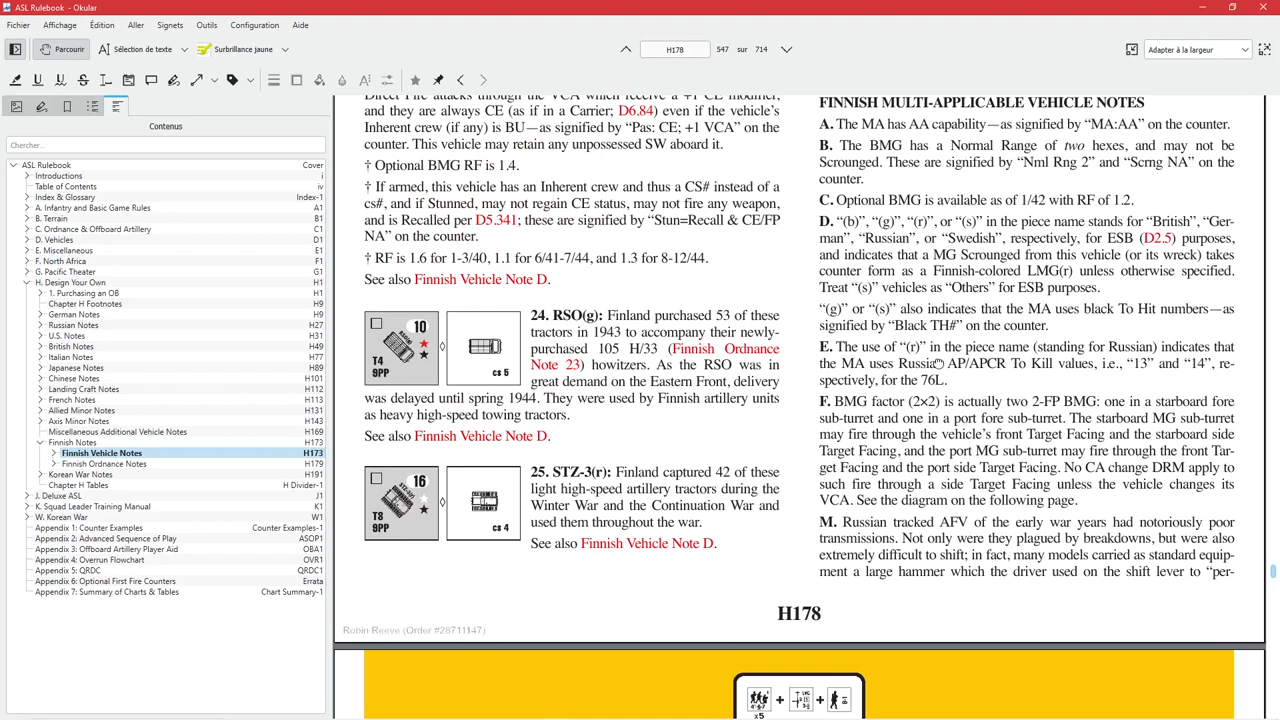 ASL Rulebook - Okular
Fichier Affichage Édition Aller Signets Outils Configuration Aide
Parcourir Sélection de texte Surbrillance jaune H178 547 sur 714 Adapter à la largeur
Contenus
Chercher...
ASL Rulebook Cover
Introductions i
Table of Contents iv
Index & Glossary Index-1
A. Infantry and Basic Game Rules A1
B. Terrain B1
C. Ordnance & Offboard Artillery C1
D. Vehicles D1
E. Miscellaneous E1
F. North Africa F1
G. Pacific Theater G1
H. Design Your Own H1
1. Purchasing an OB H1
Chapter H Footnotes H9
German Notes H9
Russian Notes H27
U.S. Notes H31
British Notes H49
Italian Notes H77
Japanese Notes H89
Chinese Notes H101
Landing Craft Notes H112
French Notes H113
Allied Minor Notes H131
Axis Minor Notes H143
Miscellaneous Additional Vehicle Notes H169
Finnish Notes H173
Finnish Vehicle Notes H173
Finnish Ordnance Notes H179
Korean War Notes H191
Chapter H Tables H Divider-1
J. Deluxe ASL J1
K. Squad Leader Training Manual K1
W. Korean War W1
Appendix 1: Counter Examples Counter Examples-1
Appendix 2: Advanced Sequence of Play ASOP1
Appendix 3: Offboard Artillery Player Aid OBA1
Appendix 4: Overrun Flowchart OVR1
Appendix 5: QRDC QRDC1
Appendix 6: Optional First Fire Counters Errata
Appendix 7: Summary of Charts & Tables Chart Summary-1
Direct Fire attacks through the VCA which receive a +1 CE modifier,
and they are always CE (as if in a Carrier; D6.84) even if the vehicle's
Inherent crew (if any) is BU—as signified by “Pas: CE; +1 VCA” on the
counter. This vehicle may retain any unpossessed SW aboard it.
† Optional BMG RF is 1.4.
† If armed, this vehicle has an Inherent crew and thus a CS# instead of a
cs#, and if Stunned, may not regain CE status, may not fire any weapon,
and is Recalled per D5.341; these are signified by “Stun=Recall & CE/FP
NA” on the counter.
† RF is 1.6 for 1-3/40, 1.1 for 6/41-7/44, and 1.3 for 8-12/44.
See also Finnish Vehicle Note D.
10
T4
9PP
cs 5
24. RSO(g): Finland purchased 53 of these
tractors in 1943 to accompany their newly-
purchased 105 H/33 (Finnish Ordnance
Note 23) howitzers. As the RSO was in
great demand on the Eastern Front, delivery
was delayed until spring 1944. They were used by Finnish artillery units
as heavy high-speed towing tractors.
See also Finnish Vehicle Note D.
16
T8
9PP
cs 4
25. STZ-3(r): Finland captured 42 of these
light high-speed artillery tractors during the
Winter War and the Continuation War and
used them throughout the war.
See also Finnish Vehicle Note D.
FINNISH MULTI-APPLICABLE VEHICLE NOTES
A. The MA has AA capability—as signified by “MA:AA” on the counter.
B. The BMG has a Normal Range of two hexes, and may not be
Scrounged. These are signified by “Nml Rng 2” and “Scrng NA” on the
counter.
C. Optional BMG is available as of 1/42 with RF of 1.2.
D. “(b)”, “(g)”, “(r)”, or “(s)” in the piece name stands for “British”, “Ger-
man”, “Russian”, or “Swedish”, respectively, for ESB (D2.5) purposes,
and indicates that a MG Scrounged from this vehicle (or its wreck) takes
counter form as a Finnish-colored LMG(r) unless otherwise specified.
Treat “(s)” vehicles as “Others” for ESB purposes.
“(g)” or “(s)” also indicates that the MA uses black To Hit numbers—as
signified by “Black TH#” on the counter.
E. The use of “(r)” in the piece name (standing for Russian) indicates that
the MA uses Russian AP/APCR To Kill values, i.e., “13” and “14”, re-
spectively, for the 76L.
F. BMG factor (2×2) is actually two 2-FP BMG: one in a starboard fore
sub-turret and one in a port fore sub-turret. The starboard MG sub-turret
may fire through the vehicle's front Target Facing and the starboard side
Target Facing, and the port MG sub-turret may fire through the front Tar-
get Facing and the port side Target Facing. No CA change DRM apply to
such fire through a side Target Facing unless the vehicle changes its
VCA. See the diagram on the following page.
M. Russian tracked AFV of the early war years had notoriously poor
transmissions. Not only were they plagued by breakdowns, but were also
extremely difficult to shift; in fact, many models carried as standard equip-
ment a large hammer which the driver used on the shift lever to “per-
H178
Robin Reeve (Order #28711147)
x5